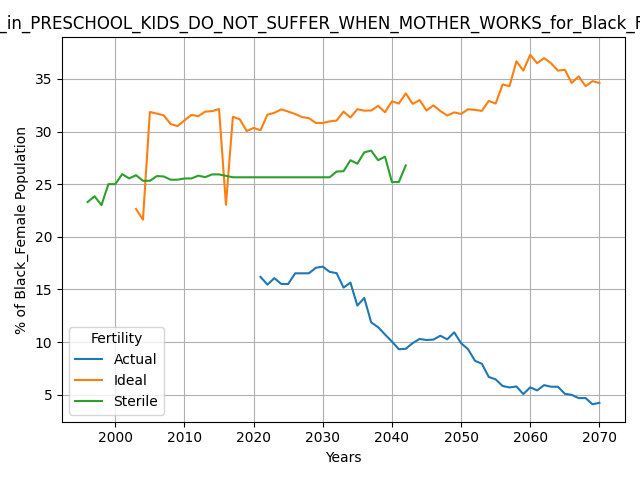 _in_PRESCHOOL_KIDS_DO_NOT_SUFFER_WHEN_MOTHER_WORKS_for_Black_F
% of Black_Female Population
35
30
25
20
15
10
5
Fertility
Actual
Ideal
Sterile
2000 2010 2020 2030 2040 2050 2060 2070
Years